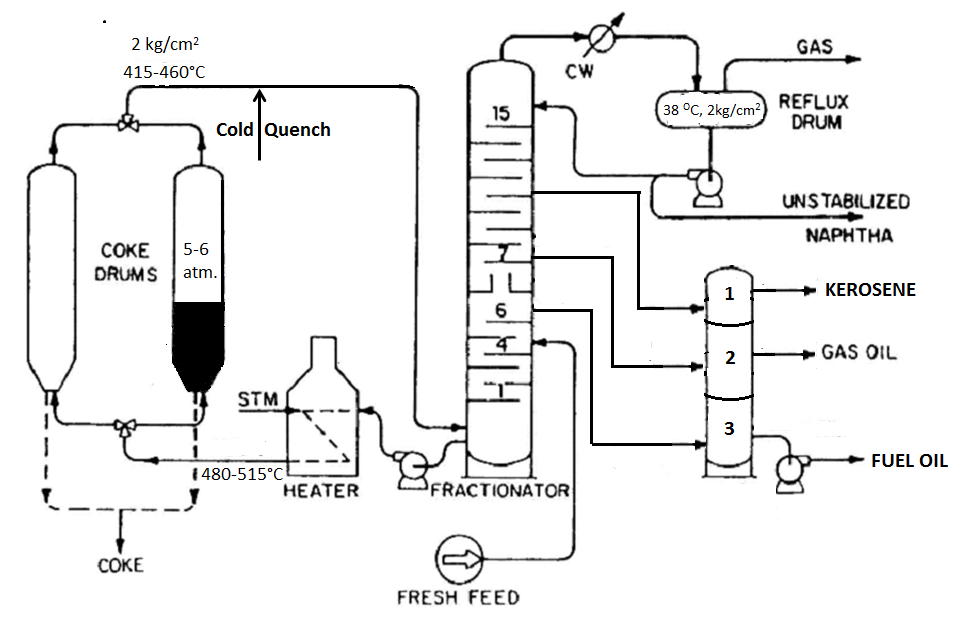 2 kg/cm²
415-460°C
Cold Quench
COKE
DRUMS
5-6
atm.
STM
480-515°C
HEATER
COKE
15
7
6
4
1
FRACTIONATOR
FRESH FEED
CW
GAS
38 ⁰C, 2kg/cm²
REFLUX
DRUM
UNSTABILIZED
NAPHTHA
1
KEROSENE
2
GAS OIL
3
FUEL OIL